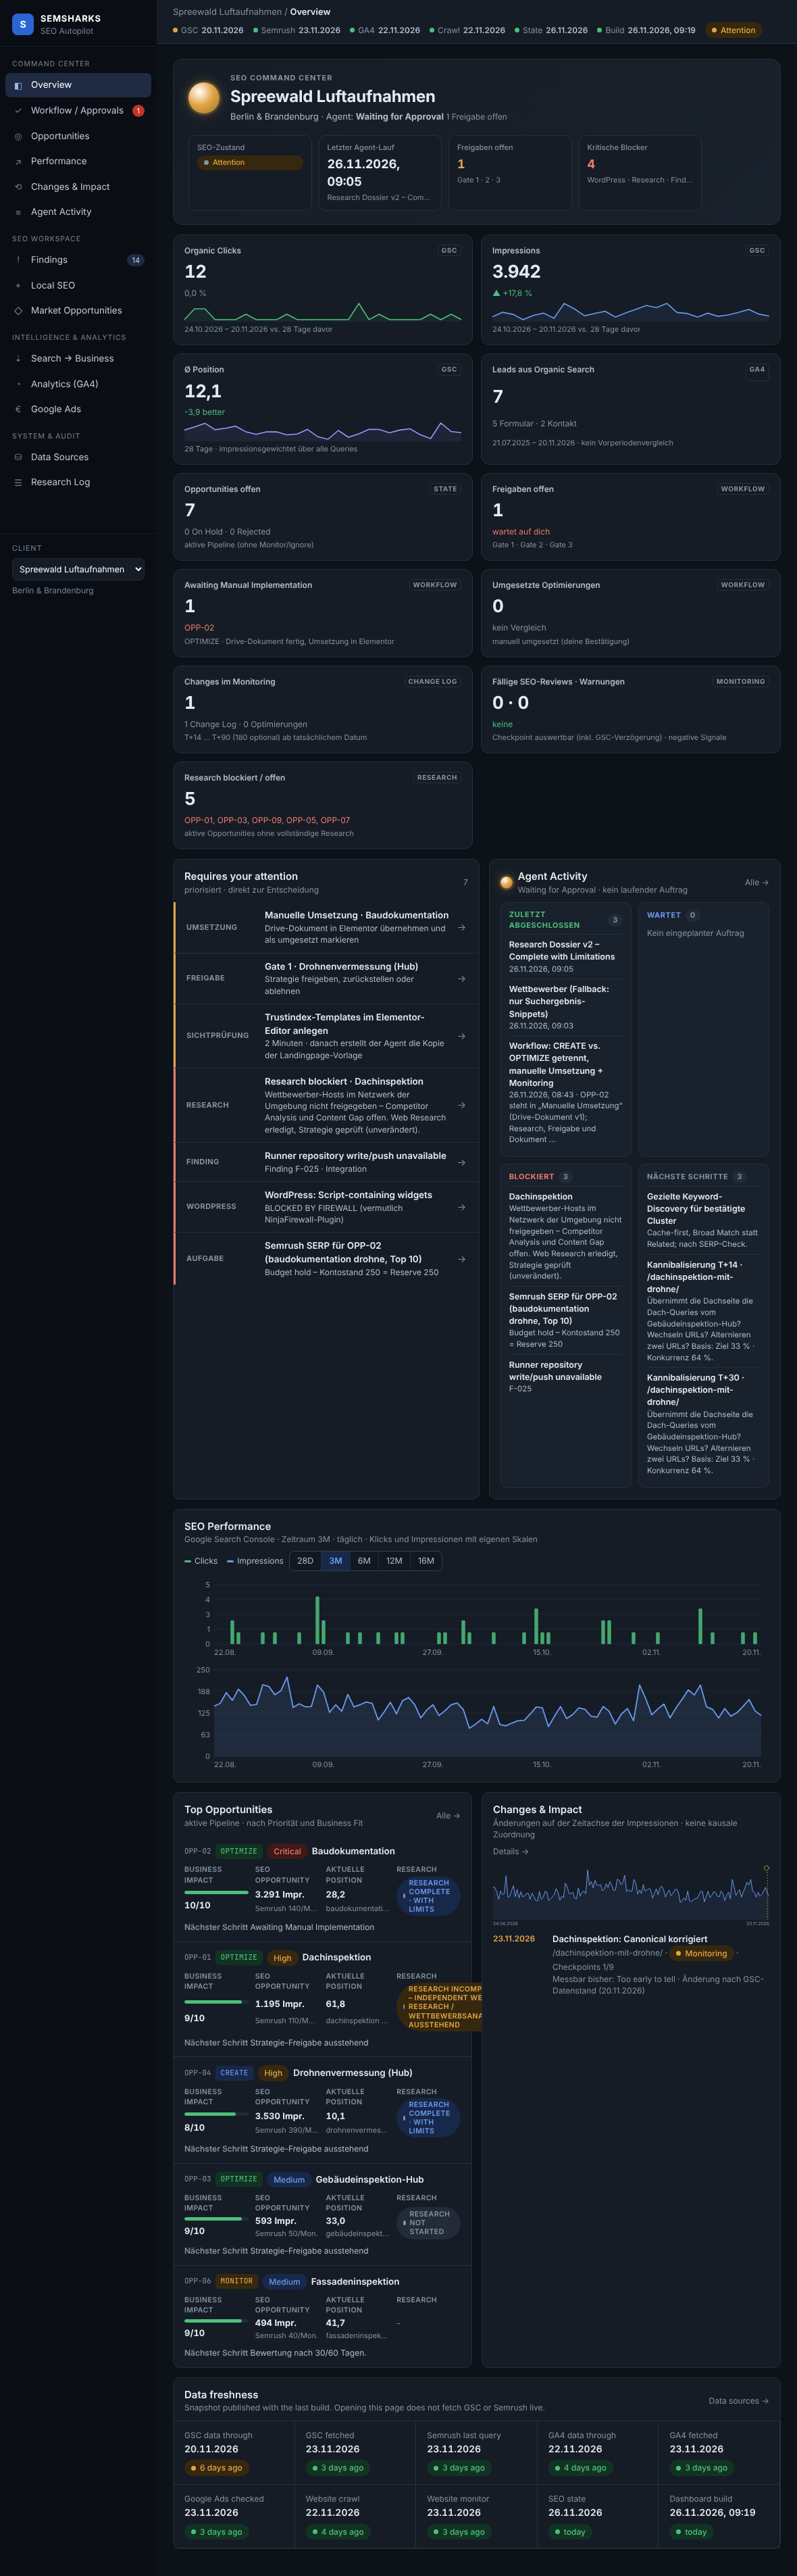 S
SEMSHARKS
SEO Autopilot
COMMAND CENTER
Overview
Workflow / Approvals 1
Opportunities
Performance
Changes & Impact
Agent Activity
SEO WORKSPACE
Findings 14
Local SEO
Market Opportunities
INTELLIGENCE & ANALYTICS
Search → Business
Analytics (GA4)
€ Google Ads
SYSTEM & AUDIT
Data Sources
Research Log
CLIENT
Spreewald Luftaufnahmen
Berlin & Brandenburg
Spreewald Luftaufnahmen / Overview
GSC 20.11.2026 Semrush 23.11.2026 GA4 22.11.2026 Crawl 22.11.2026 State 26.11.2026 Build 26.11.2026, 09:19 Attention
SEO COMMAND CENTER
Spreewald Luftaufnahmen
Berlin & Brandenburg · Agent: Waiting for Approval 1 Freigabe offen
SEO-Zustand
Attention
Letzter Agent-Lauf
26.11.2026,
09:05
Research Dossier v2 – Com...
Freigaben offen
1
Gate 1 · 2 · 3
Kritische Blocker
4
WordPress · Research · Find...
Organic Clicks GSC
12
0,0 %
24.10.2026 – 20.11.2026 vs. 28 Tage davor
Impressions GSC
3.942
▲ +17,8 %
24.10.2026 – 20.11.2026 vs. 28 Tage davor
Ø Position GSC
12,1
-3,9 better
28 Tage · impressionsgewichtet über alle Queries
Leads aus Organic Search GA4
7
5 Formular · 2 Kontakt
21.07.2025 – 20.11.2026 · kein Vorperiodenvergleich
Opportunities offen STATE
7
0 On Hold · 0 Rejected
aktive Pipeline (ohne Monitor/Ignore)
Freigaben offen WORKFLOW
1
wartet auf dich
Gate 1 · Gate 2 · Gate 3
Awaiting Manual Implementation WORKFLOW
1
OPP-02
OPTIMIZE · Drive-Dokument fertig, Umsetzung in Elementor
Umgesetzte Optimierungen WORKFLOW
0
kein Vergleich
manuell umgesetzt (deine Bestätigung)
Changes im Monitoring CHANGE LOG
1
1 Change Log · 0 Optimierungen
T+14 ... T+90 (180 optional) ab tatsächlichem Datum
Fällige SEO-Reviews · Warnungen MONITORING
0 · 0
keine
Checkpoint auswertbar (inkl. GSC-Verzögerung) · negative Signale
Research blockiert / offen RESEARCH
5
OPP-01, OPP-03, OPP-09, OPP-05, OPP-07
aktive Opportunities ohne vollständige Research
Requires your attention 7
priorisiert · direkt zur Entscheidung
UMSETZUNG
Manuelle Umsetzung · Baudokumentation
Drive-Dokument in Elementor übernehmen und
als umgesetzt markieren
→
FREIGABE
Gate 1 · Drohnenvermessung (Hub)
Strategie freigeben, zurückstellen oder
ablehnen
→
SICHTPRÜFUNG
Trustindex-Templates im Elementor-
Editor anlegen
2 Minuten · danach erstellt der Agent die Kopie
der Landingpage-Vorlage
→
RESEARCH
Research blockiert · Dachinspektion
Wettbewerber-Hosts im Netzwerk der
Umgebung nicht freigegeben – Competitor
Analysis und Content Gap offen. Web Research
erledigt, Strategie geprüft (unverändert).
→
FINDING
Runner repository write/push unavailable
Finding F-025 · Integration
→
WORDPRESS
WordPress: Script-containing widgets
BLOCKED BY FIREWALL (vermutlich
NinjaFirewall-Plugin)
→
AUFGABE
Semrush SERP für OPP-02
(baudokumentation drohne, Top 10)
Budget hold – Kontostand 250 = Reserve 250
→
Agent Activity Alle →
Waiting for Approval · kein laufender Auftrag
ZULETZT
ABGESCHLOSSEN 3
Research Dossier v2 –
Complete with Limitations
26.11.2026, 09:05
Wettbewerber (Fallback:
nur Suchergebnis-
Snippets)
26.11.2026, 09:03
Workflow: CREATE vs.
OPTIMIZE getrennt,
manuelle Umsetzung +
Monitoring
26.11.2026, 08:43 · OPP-02
steht in „Manuelle Umsetzung"
(Drive-Dokument v1);
Research, Freigabe und
Dokument ...
WARTET 0
Kein eingeplanter Auftrag
BLOCKIERT 3
Dachinspektion
Wettbewerber-Hosts im
Netzwerk der Umgebung nicht
freigegeben – Competitor
Analysis und Content Gap
offen. Web Research erledigt,
Strategie geprüft
(unverändert).
Semrush SERP für OPP-02
(baudokumentation
drohne, Top 10)
Budget hold – Kontostand 250
= Reserve 250
Runner repository
write/push unavailable
F-025
NÄCHSTE SCHRITTE 3
Gezielte Keyword-
Discovery für bestätigte
Cluster
Cache-first, Broad Match statt
Related; nach SERP-Check.
Kannibalisierung T+14 ·
/dachinspektion-mit-
drohne/
Übernimmt die Dachseite die
Dach-Queries vom
Gebäudeinspektion-Hub?
Wechseln URLs? Alternieren
zwei URLs? Basis: Ziel 33 % ·
Konkurrenz 64 %.
Kannibalisierung T+30 ·
/dachinspektion-mit-
drohne/
Übernimmt die Dachseite die
Dach-Queries vom
Gebäudeinspektion-Hub?
Wechseln URLs? Alternieren
zwei URLs? Basis: Ziel 33 % ·
Konkurrenz 64 %.
SEO Performance
Google Search Console · Zeitraum 3M · täglich · Klicks und Impressionen mit eigenen Skalen
Clicks Impressions 28D 3M 6M 12M 16M
5
4
3
1
0
22.08. 09.09. 27.09. 15.10. 02.11. 20.11.
250
188
125
63
0
22.08. 09.09. 27.09. 15.10. 02.11. 20.11.
Top Opportunities Alle →
aktive Pipeline · nach Priorität und Business Fit
OPP-02 OPTIMIZE Critical Baudokumentation
BUSINESS IMPACT
10/10
SEO OPPORTUNITY
3.291 Impr.
Semrush 140/M...
AKTUELLE POSITION
28,2
baudokumentati...
RESEARCH
RESEARCH
COMPLETE
· WITH
LIMITS
Nächster Schritt Awaiting Manual Implementation
OPP-01 OPTIMIZE High Dachinspektion
BUSINESS IMPACT
9/10
SEO OPPORTUNITY
1.195 Impr.
Semrush 110/M...
AKTUELLE POSITION
61,8
dachinspektion ...
RESEARCH
RESEARCH INCOMP
– INDEPENDENT WE
RESEARCH /
WETTBEWERBSANA
AUSSTEHEND
Nächster Schritt Strategie-Freigabe ausstehend
OPP-04 CREATE High Drohnenvermessung (Hub)
BUSINESS IMPACT
8/10
SEO OPPORTUNITY
3.530 Impr.
Semrush 390/M...
AKTUELLE POSITION
10,1
drohnenvermes...
RESEARCH
RESEARCH
COMPLETE
· WITH
LIMITS
Nächster Schritt Strategie-Freigabe ausstehend
OPP-03 OPTIMIZE Medium Gebäudeinspektion-Hub
BUSINESS IMPACT
9/10
SEO OPPORTUNITY
593 Impr.
Semrush 50/Mon.
AKTUELLE POSITION
33,0
gebäudeinspekt...
RESEARCH
RESEARCH
NOT
STARTED
Nächster Schritt Strategie-Freigabe ausstehend
OPP-06 MONITOR Medium Fassadeninspektion
BUSINESS IMPACT
9/10
SEO OPPORTUNITY
494 Impr.
Semrush 40/Mon.
AKTUELLE POSITION
41,7
fassadeninspek...
RESEARCH
–
Nächster Schritt Bewertung nach 30/60 Tagen.
Changes & Impact
Änderungen auf der Zeitachse der Impressionen · keine kausale
Zuordnung
Details →
24.08.2026 20.11.2026
23.11.2026
Dachinspektion: Canonical korrigiert
/dachinspektion-mit-drohne/ · Monitoring ·
Checkpoints 1/9
Messbar bisher: Too early to tell · Änderung nach GSC-
Datenstand (20.11.2026)
Data freshness
Snapshot published with the last build. Opening this page does not fetch GSC or Semrush live.
Data sources →
GSC data through
20.11.2026
6 days ago
GSC fetched
23.11.2026
3 days ago
Semrush last query
23.11.2026
3 days ago
GA4 data through
22.11.2026
4 days ago
GA4 fetched
23.11.2026
3 days ago
Google Ads checked
23.11.2026
3 days ago
Website crawl
22.11.2026
4 days ago
Website monitor
23.11.2026
3 days ago
SEO state
26.11.2026
today
Dashboard build
26.11.2026, 09:19
today